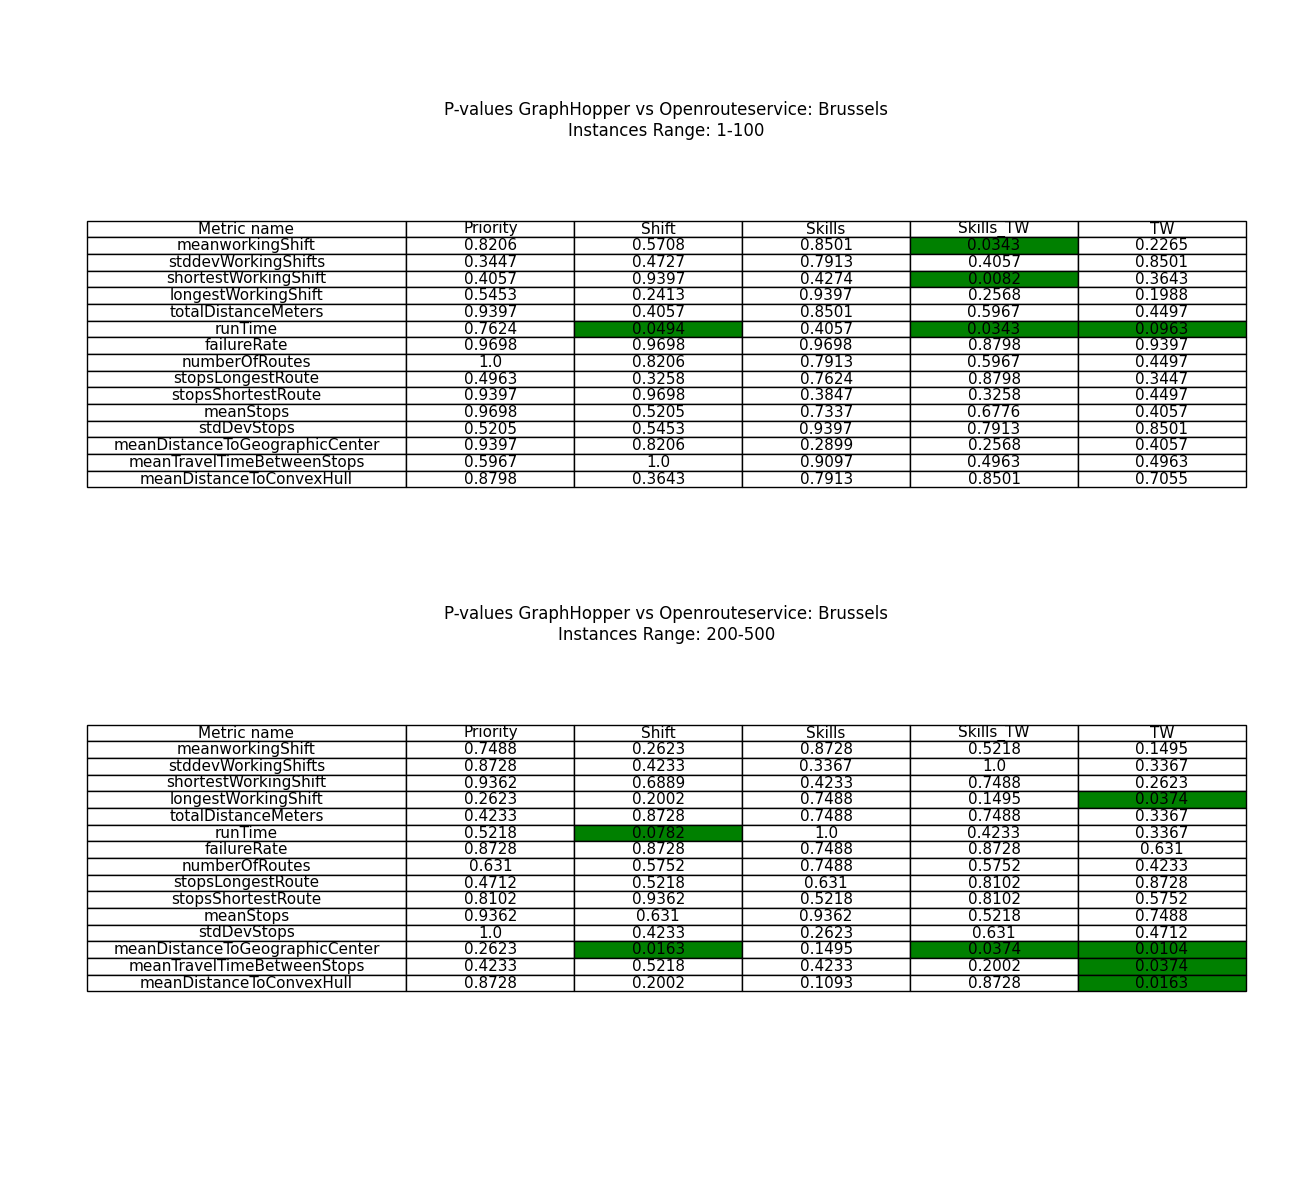 P-values GraphHopper vs Openrouteservice: Brussels
Instances Range: 1-100
Metric name Priority Shift Skills Skills_TW TW
meanworkingShift 0.8206 0.5708 0.8501 0.0343 0.2265
stddevWorkingShifts 0.3447 0.4727 0.7913 0.4057 0.8501
shortestWorkingShift 0.4057 0.9397 0.4274 0.0082 0.3643
longestWorkingShift 0.5453 0.2413 0.9397 0.2568 0.1988
totalDistanceMeters 0.9397 0.4057 0.8501 0.5967 0.4497
runTime 0.7624 0.0494 0.4057 0.0343 0.0963
failureRate 0.9698 0.9698 0.9698 0.8798 0.9397
numberOfRoutes 1.0 0.8206 0.7913 0.5967 0.4497
stopsLongestRoute 0.4963 0.3258 0.7624 0.8798 0.3447
stopsShortestRoute 0.9397 0.9698 0.3847 0.3258 0.4497
meanStops 0.9698 0.5205 0.7337 0.6776 0.4057
stdDevStops 0.5205 0.5453 0.9397 0.7913 0.8501
meanDistanceToGeographicCenter 0.9397 0.8206 0.2899 0.2568 0.4057
meanTravelTimeBetweenStops 0.5967 1.0 0.9097 0.4963 0.4963
meanDistanceToConvexHull 0.8798 0.3643 0.7913 0.8501 0.7055
P-values GraphHopper vs Openrouteservice: Brussels
Instances Range: 200-500
Metric name Priority Shift Skills Skills_TW TW
meanworkingShift 0.7488 0.2623 0.8728 0.5218 0.1495
stddevWorkingShifts 0.8728 0.4233 0.3367 1.0 0.3367
shortestWorkingShift 0.9362 0.6889 0.4233 0.7488 0.2623
longestWorkingShift 0.2623 0.2002 0.7488 0.1495 0.0374
totalDistanceMeters 0.4233 0.8728 0.7488 0.7488 0.3367
runTime 0.5218 0.0782 1.0 0.4233 0.3367
failureRate 0.8728 0.8728 0.7488 0.8728 0.631
numberOfRoutes 0.631 0.5752 0.7488 0.5752 0.4233
stopsLongestRoute 0.4712 0.5218 0.631 0.8102 0.8728
stopsShortestRoute 0.8102 0.9362 0.5218 0.8102 0.5752
meanStops 0.9362 0.631 0.9362 0.5218 0.7488
stdDevStops 1.0 0.4233 0.2623 0.631 0.4712
meanDistanceToGeographicCenter 0.2623 0.0163 0.1495 0.0374 0.0104
meanTravelTimeBetweenStops 0.4233 0.5218 0.4233 0.2002 0.0374
meanDistanceToConvexHull 0.8728 0.2002 0.1093 0.8728 0.0163